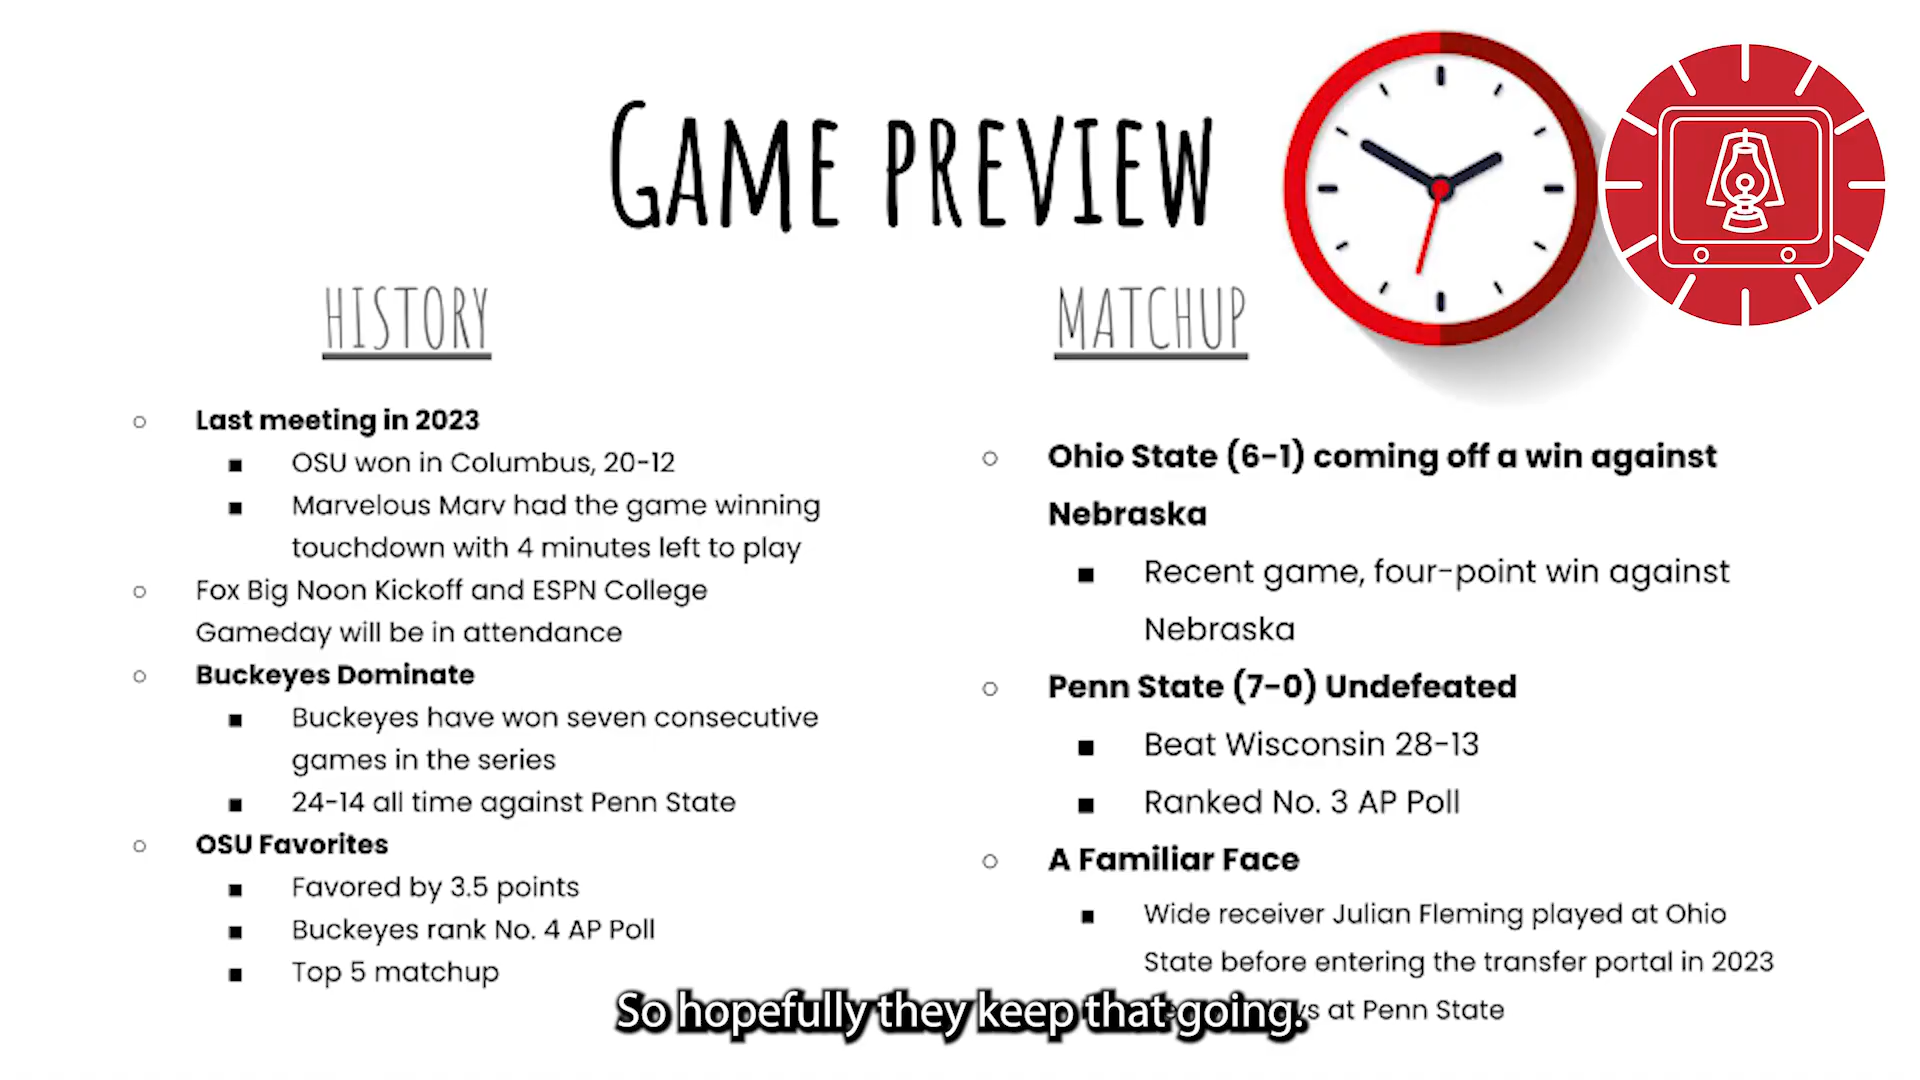 GAME PREVIEW
HISTORY
Last meeting in 2023
OSU won in Columbus, 20-12
Marvelous Marv had the game winning
touchdown with 4 minutes left to play
Fox Big Noon Kickoff and ESPN College
Gameday will be in attendance
Buckeyes Dominate
Buckeyes have won seven consecutive
games in the series
24-14 all time against Penn State
OSU Favorites
Favored by 3.5 points
Buckeyes rank No. 4 AP Poll
Top 5 matchup
MATCHUP
Ohio State (6-1) coming off a win against
Nebraska
Recent game, four-point win against
Nebraska
Penn State (7-0) Undefeated
Beat Wisconsin 28-13
Ranked No. 3 AP Poll
A Familiar Face
Wide receiver Julian Fleming played at Ohio
State before entering the transfer portal in 2023
at Penn State
So hopefully they keep that going.